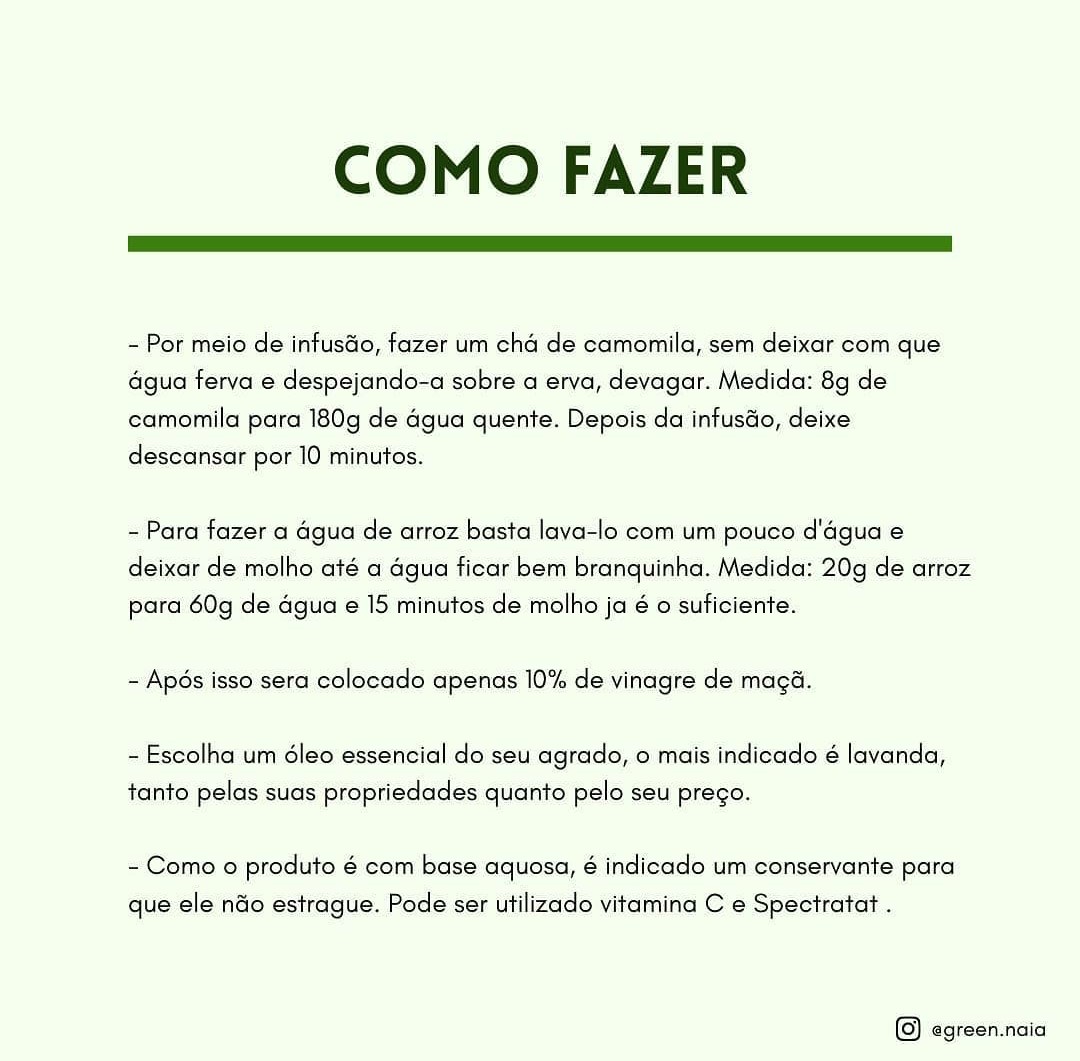 COMO FAZER
- Por meio de infusão, fazer um chá de camomila, sem deixar com que
água ferva e despejando-a sobre a erva, devagar. Medida: 8g de
camomila para 180g de água quente. Depois da infusão, deixe
descansar por 10 minutos.
- Para fazer a água de arroz basta lava-lo com um pouco d'água e
deixar de molho até a água ficar bem branquinha. Medida: 20g de arroz
para 60g de água e 15 minutos de molho ja é o suficiente.
- Após isso sera colocado apenas 10% de vinagre de maçã.
- Escolha um óleo essencial do seu agrado, o mais indicado é lavanda,
tanto pelas suas propriedades quanto pelo seu preço.
- Como o produto é com base aquosa, é indicado um conservante para
que ele não estrague. Pode ser utilizado vitamina C e Spectratat .
@green.naia